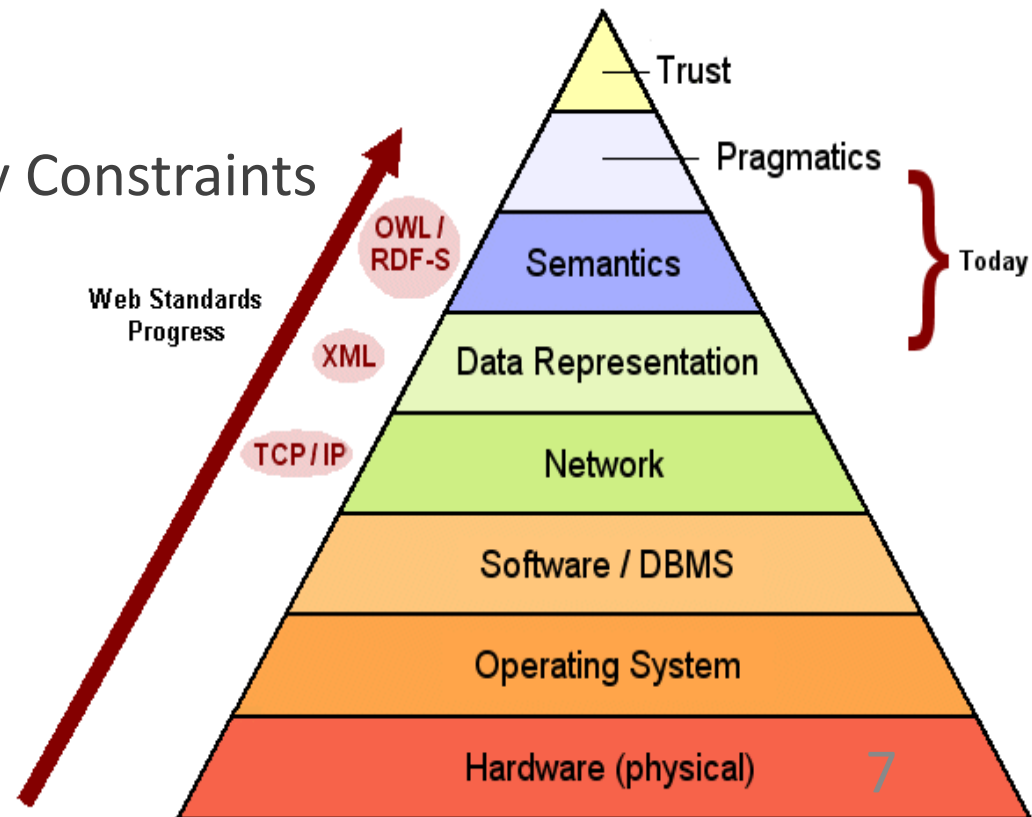 Trust
Pragmatics
y Constraints
OWL /
RDF-S
Semantics
Today
Web Standards
Progress
XML
Data Representation
TCP / IP
Network
Software / DBMS
Operating System
Hardware (physical)
7